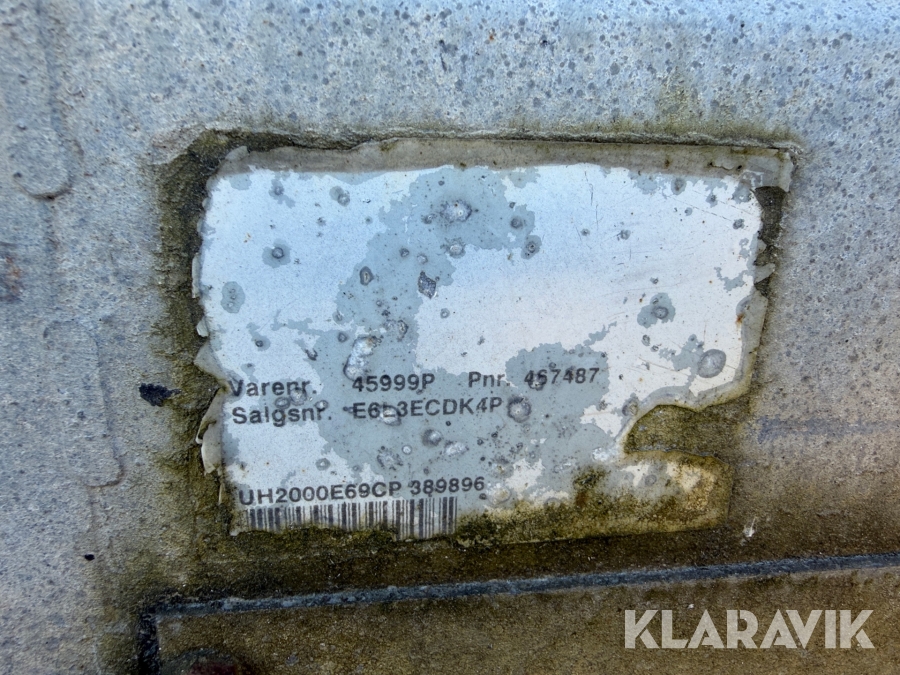 Varenr. 45999P Pnr. 457487
Salgsnr. E6L3ECDK4P
UH2000E69CP 389896
KLARAVIK